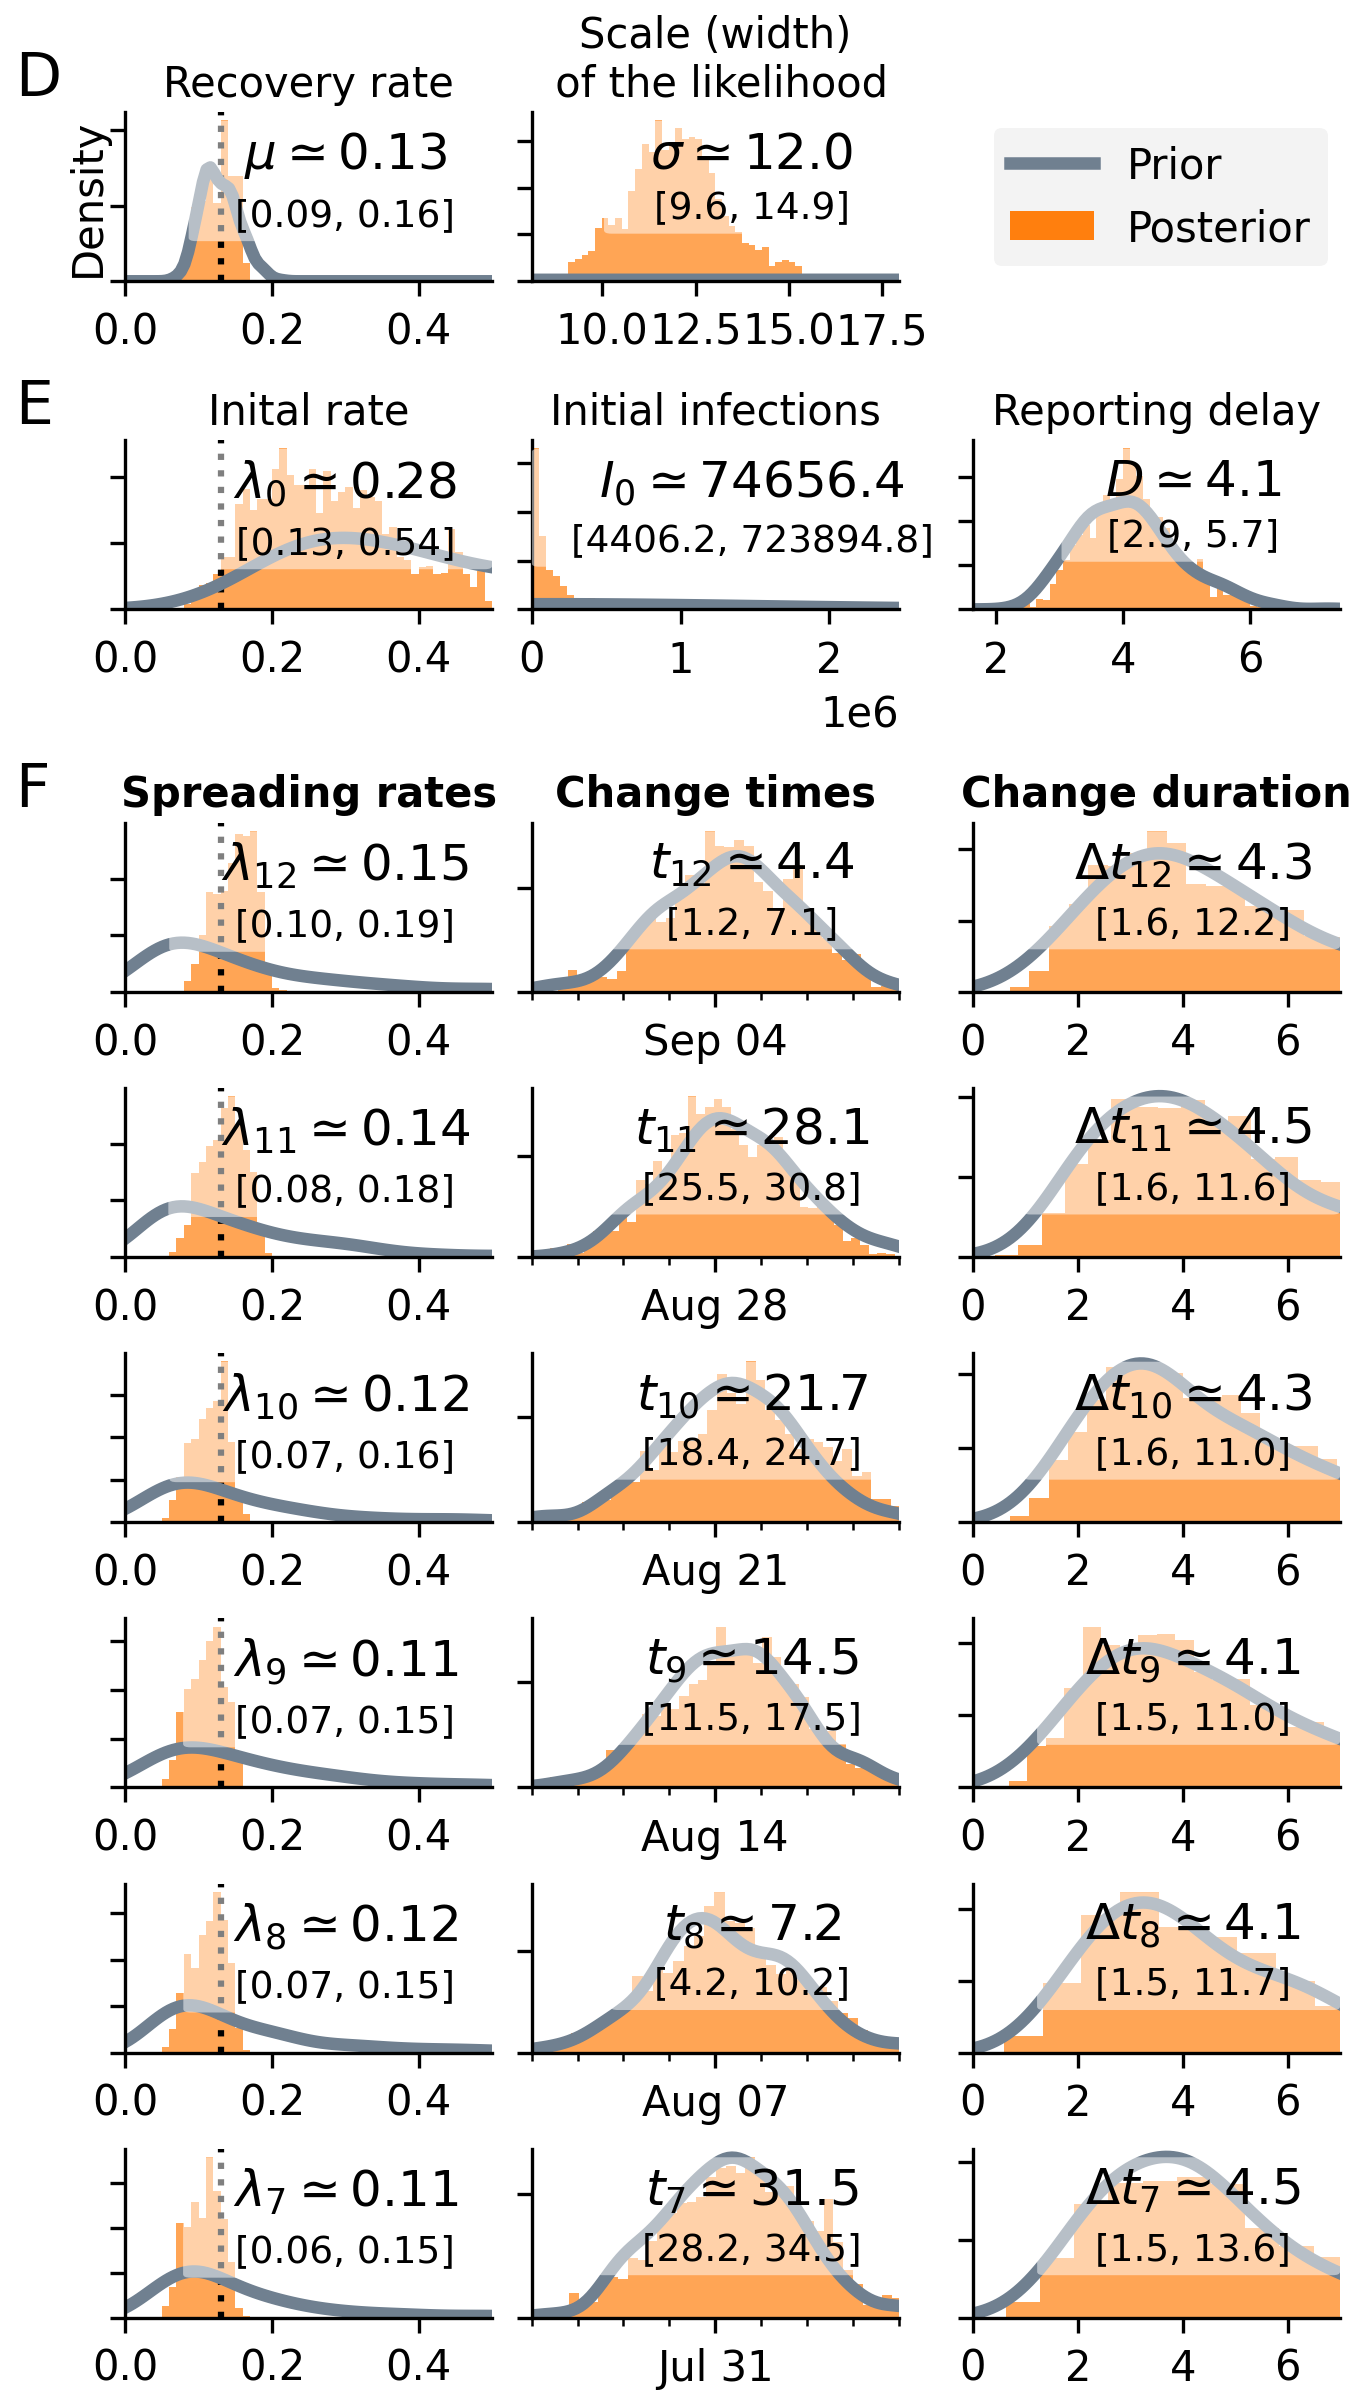 D
Recovery rate
Scale (width)
of the likelihood
Density
μ ≃ 0.13
[0.09, 0.16]
σ ≃ 12.0
[9.6, 14.9]
Prior
Posterior
0.0 0.2 0.4
10.0 12.5 15.0 17.5
E
Inital rate
Initial infections
Reporting delay
λ0 ≃ 0.28
[0.13, 0.54]
I0 ≃ 74656.4
[4406.2, 723894.8]
D ≃ 4.1
[2.9, 5.7]
0.0 0.2 0.4
0 1 2
1e6
2 4 6
F
Spreading rates
Change times
Change duration
λ12 ≃ 0.15
[0.10, 0.19]
t12 ≃ 4.4
[1.2, 7.1]
Δt12 ≃ 4.3
[1.6, 12.2]
0.0 0.2 0.4
Sep 04
0 2 4 6
λ11 ≃ 0.14
[0.08, 0.18]
t11 ≃ 28.1
[25.5, 30.8]
Δt11 ≃ 4.5
[1.6, 11.6]
0.0 0.2 0.4
Aug 28
0 2 4 6
λ10 ≃ 0.12
[0.07, 0.16]
t10 ≃ 21.7
[18.4, 24.7]
Δt10 ≃ 4.3
[1.6, 11.0]
0.0 0.2 0.4
Aug 21
0 2 4 6
λ9 ≃ 0.11
[0.07, 0.15]
t9 ≃ 14.5
[11.5, 17.5]
Δt9 ≃ 4.1
[1.5, 11.0]
0.0 0.2 0.4
Aug 14
0 2 4 6
λ8 ≃ 0.12
[0.07, 0.15]
t8 ≃ 7.2
[4.2, 10.2]
Δt8 ≃ 4.1
[1.5, 11.7]
0.0 0.2 0.4
Aug 07
0 2 4 6
λ7 ≃ 0.11
[0.06, 0.15]
t7 ≃ 31.5
[28.2, 34.5]
Δt7 ≃ 4.5
[1.5, 13.6]
0.0 0.2 0.4
Jul 31
0 2 4 6